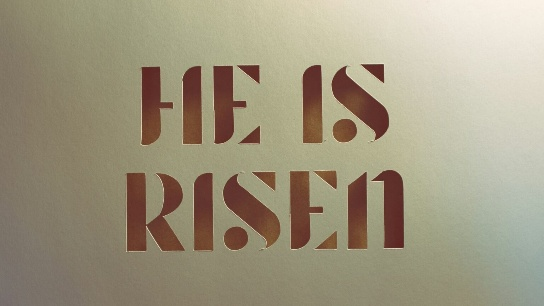 HE IS
RISEN